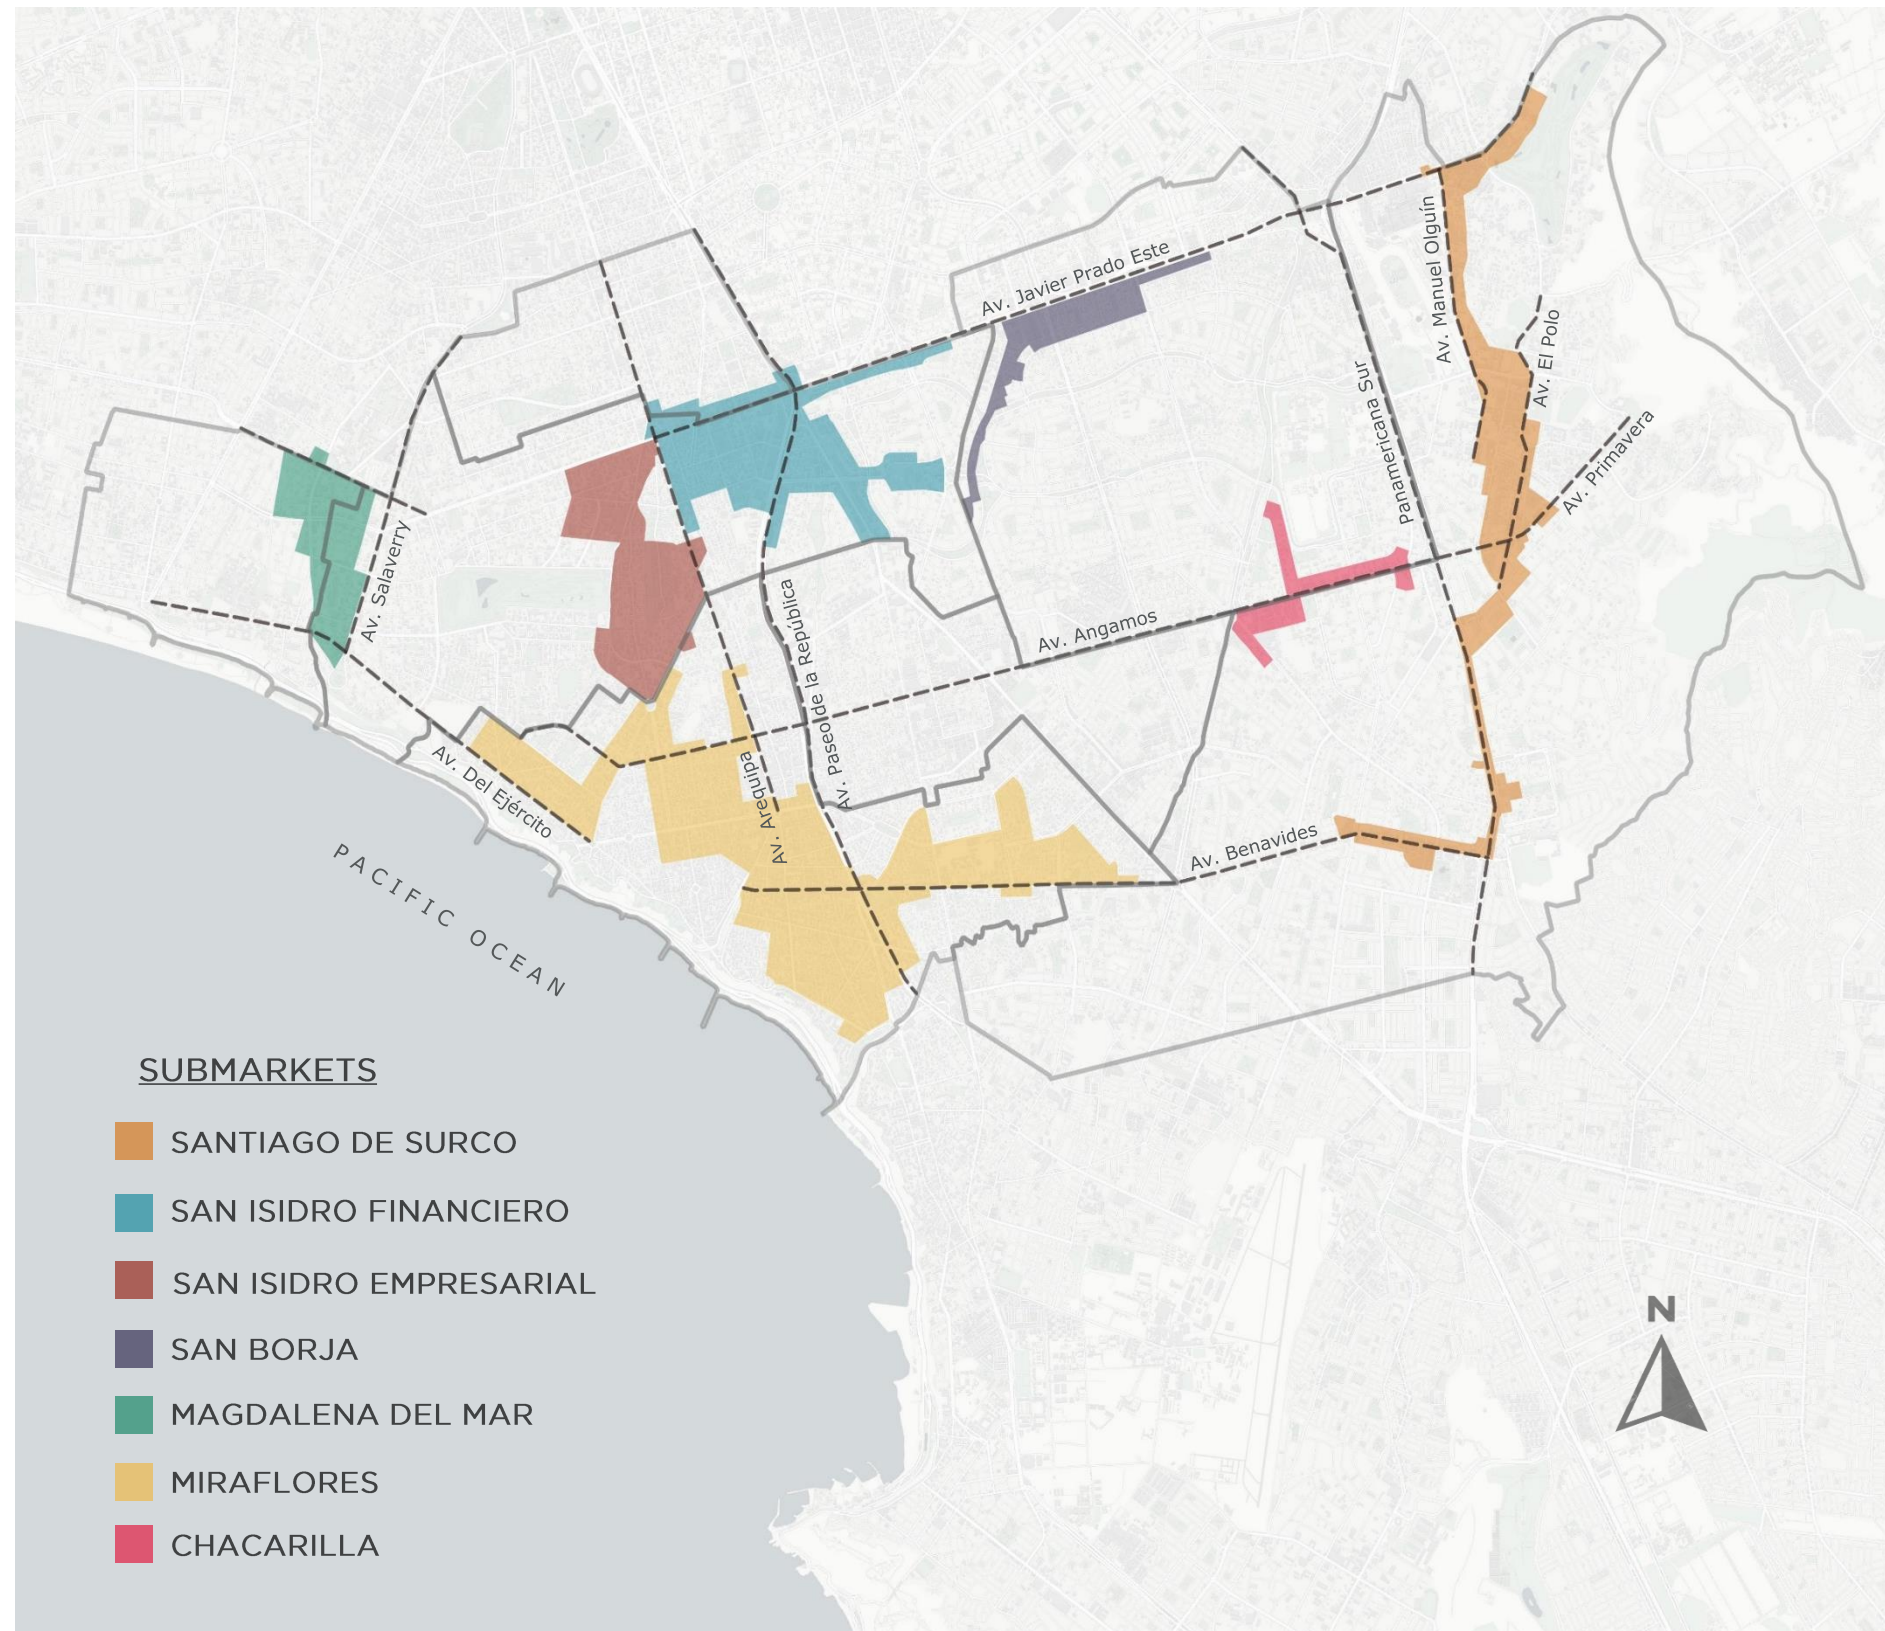 Av. Javier Prado Este
Av. Manuel Olguín
Av. El Polo
Av. Primavera
Panamericana Sur
Av. Salaverry
Av. Angamos
Av. Paseo de la República
Av. Arequipa
Av. Del Ejército
Av. Benavides
PACIFIC OCEAN
SUBMARKETS
SANTIAGO DE SURCO
SAN ISIDRO FINANCIERO
SAN ISIDRO EMPRESARIAL
SAN BORJA
MAGDALENA DEL MAR
MIRAFLORES
CHACARILLA
N